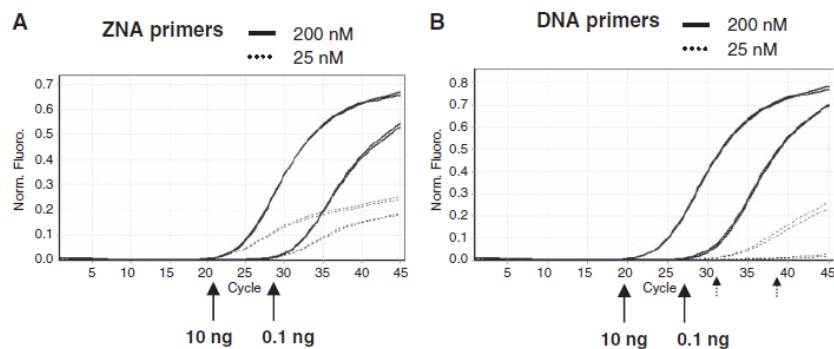 A
ZNA primers
200 nM
25 nM
Norm. Fluoro.
0.7
0.6
0.5
0.4
0.3
0.2
0.1
0.0
5 10 15 20 25 30 35 40 45
Cycle
10 ng 0.1 ng
B
DNA primers
200 nM
25 nM
Norm. Fluoro.
0.8
0.7
0.6
0.5
0.4
0.3
0.2
0.1
0.0
5 10 15 20 25 30 35 40 45
Cycle
10 ng 0.1 ng